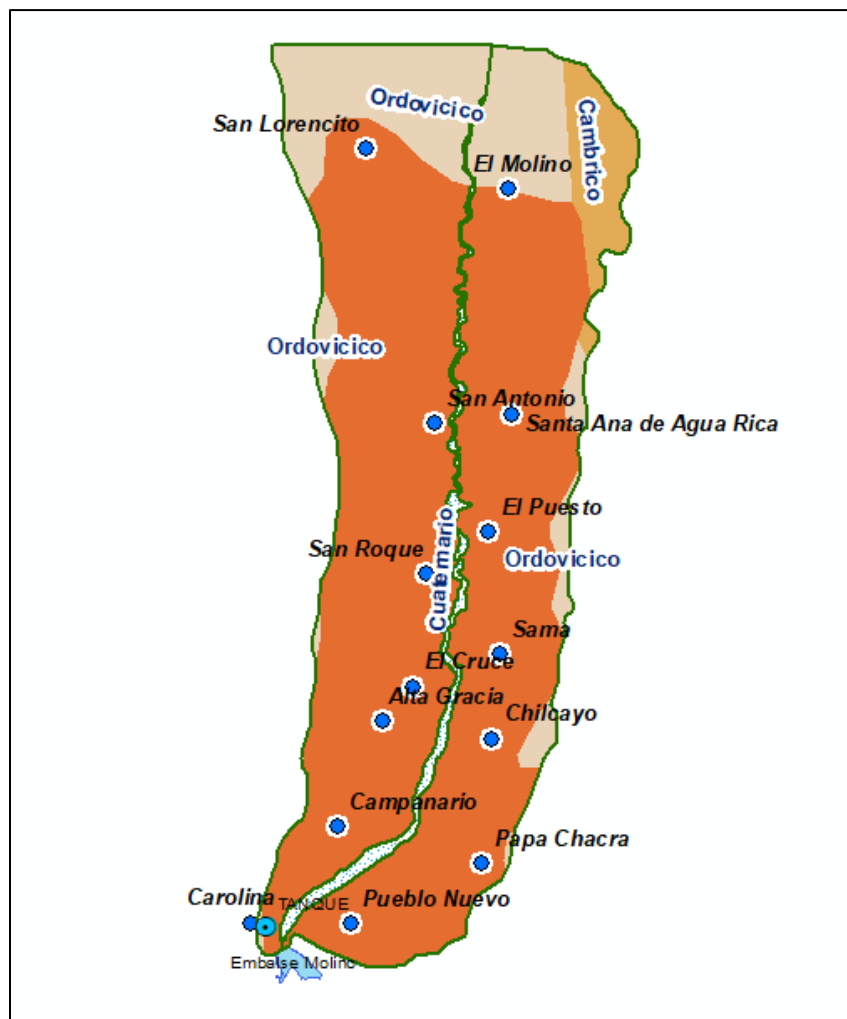 Ordovicico
San Lorencito
Cambrico
El Molino
Ordovicico
San Antonio
Santa Ana de Agua Rica
El Puesto
Cuaternario
San Roque
Ordovicico
Sama
El Cruce
Alta Gracia
Chilcayo
Campanario
Papa Chacra
Carolina
TANQUE
Pueblo Nuevo
Embalse Molino